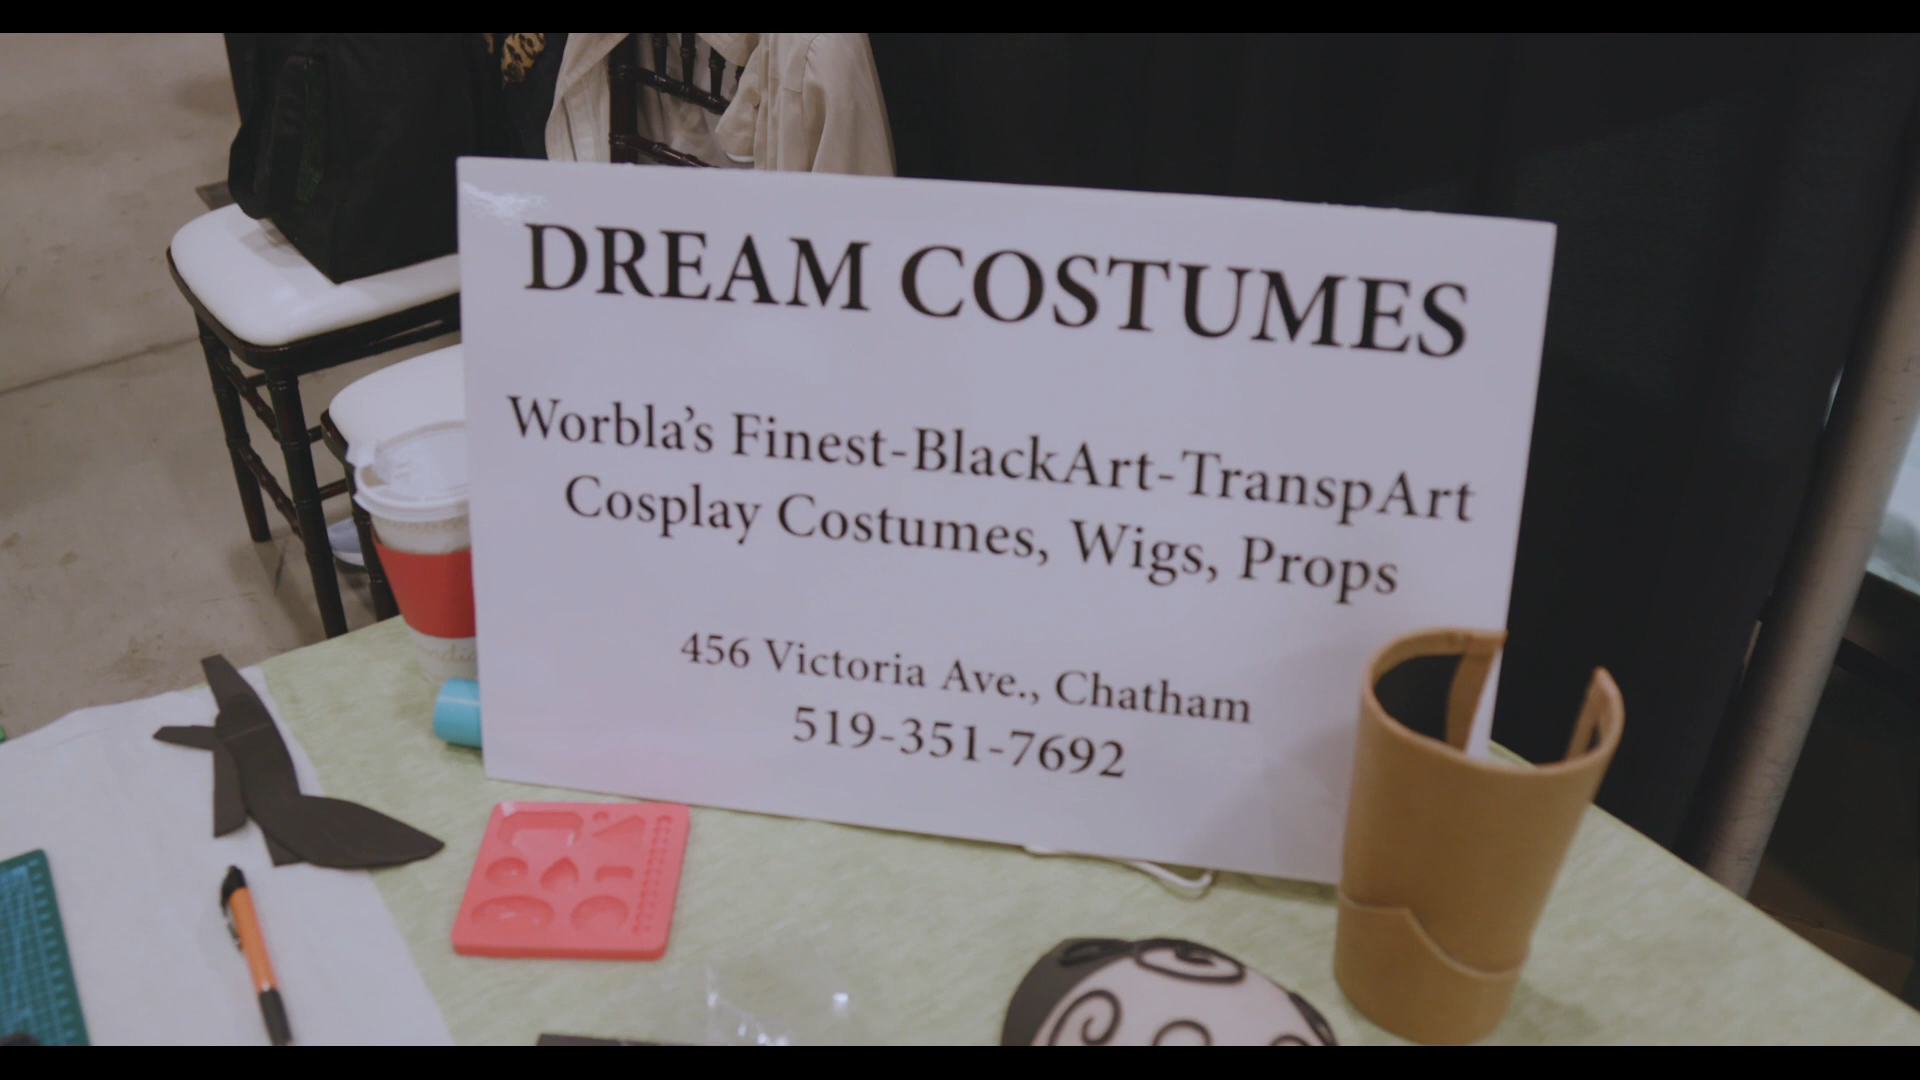 DREAM COSTUMES
Worbla's Finest-BlackArt-TranspArt
Cosplay Costumes, Wigs, Props
456 Victoria Ave., Chatham
519-351-7692